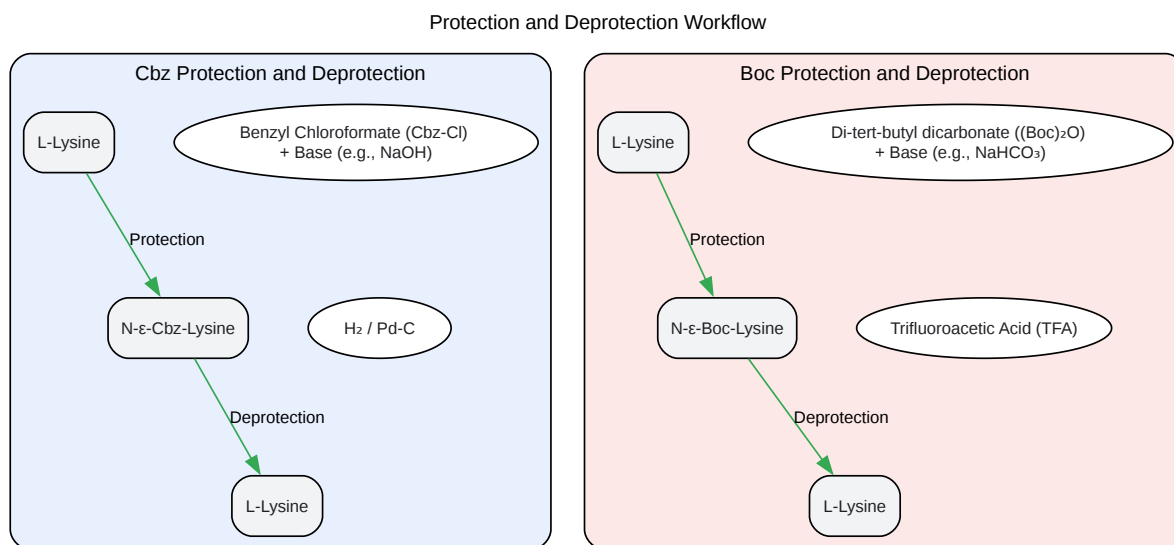 Protection and Deprotection Workflow
Cbz Protection and Deprotection
L-Lysine
Benzyl Chloroformate (Cbz-Cl)
+ Base (e.g., NaOH)
Protection
N-ε-Cbz-Lysine
H₂ / Pd-C
Deprotection
L-Lysine
Boc Protection and Deprotection
L-Lysine
Di-tert-butyl dicarbonate ((Boc)₂O)
+ Base (e.g., NaHCO₃)
Protection
N-ε-Boc-Lysine
Trifluoroacetic Acid (TFA)
Deprotection
L-Lysine